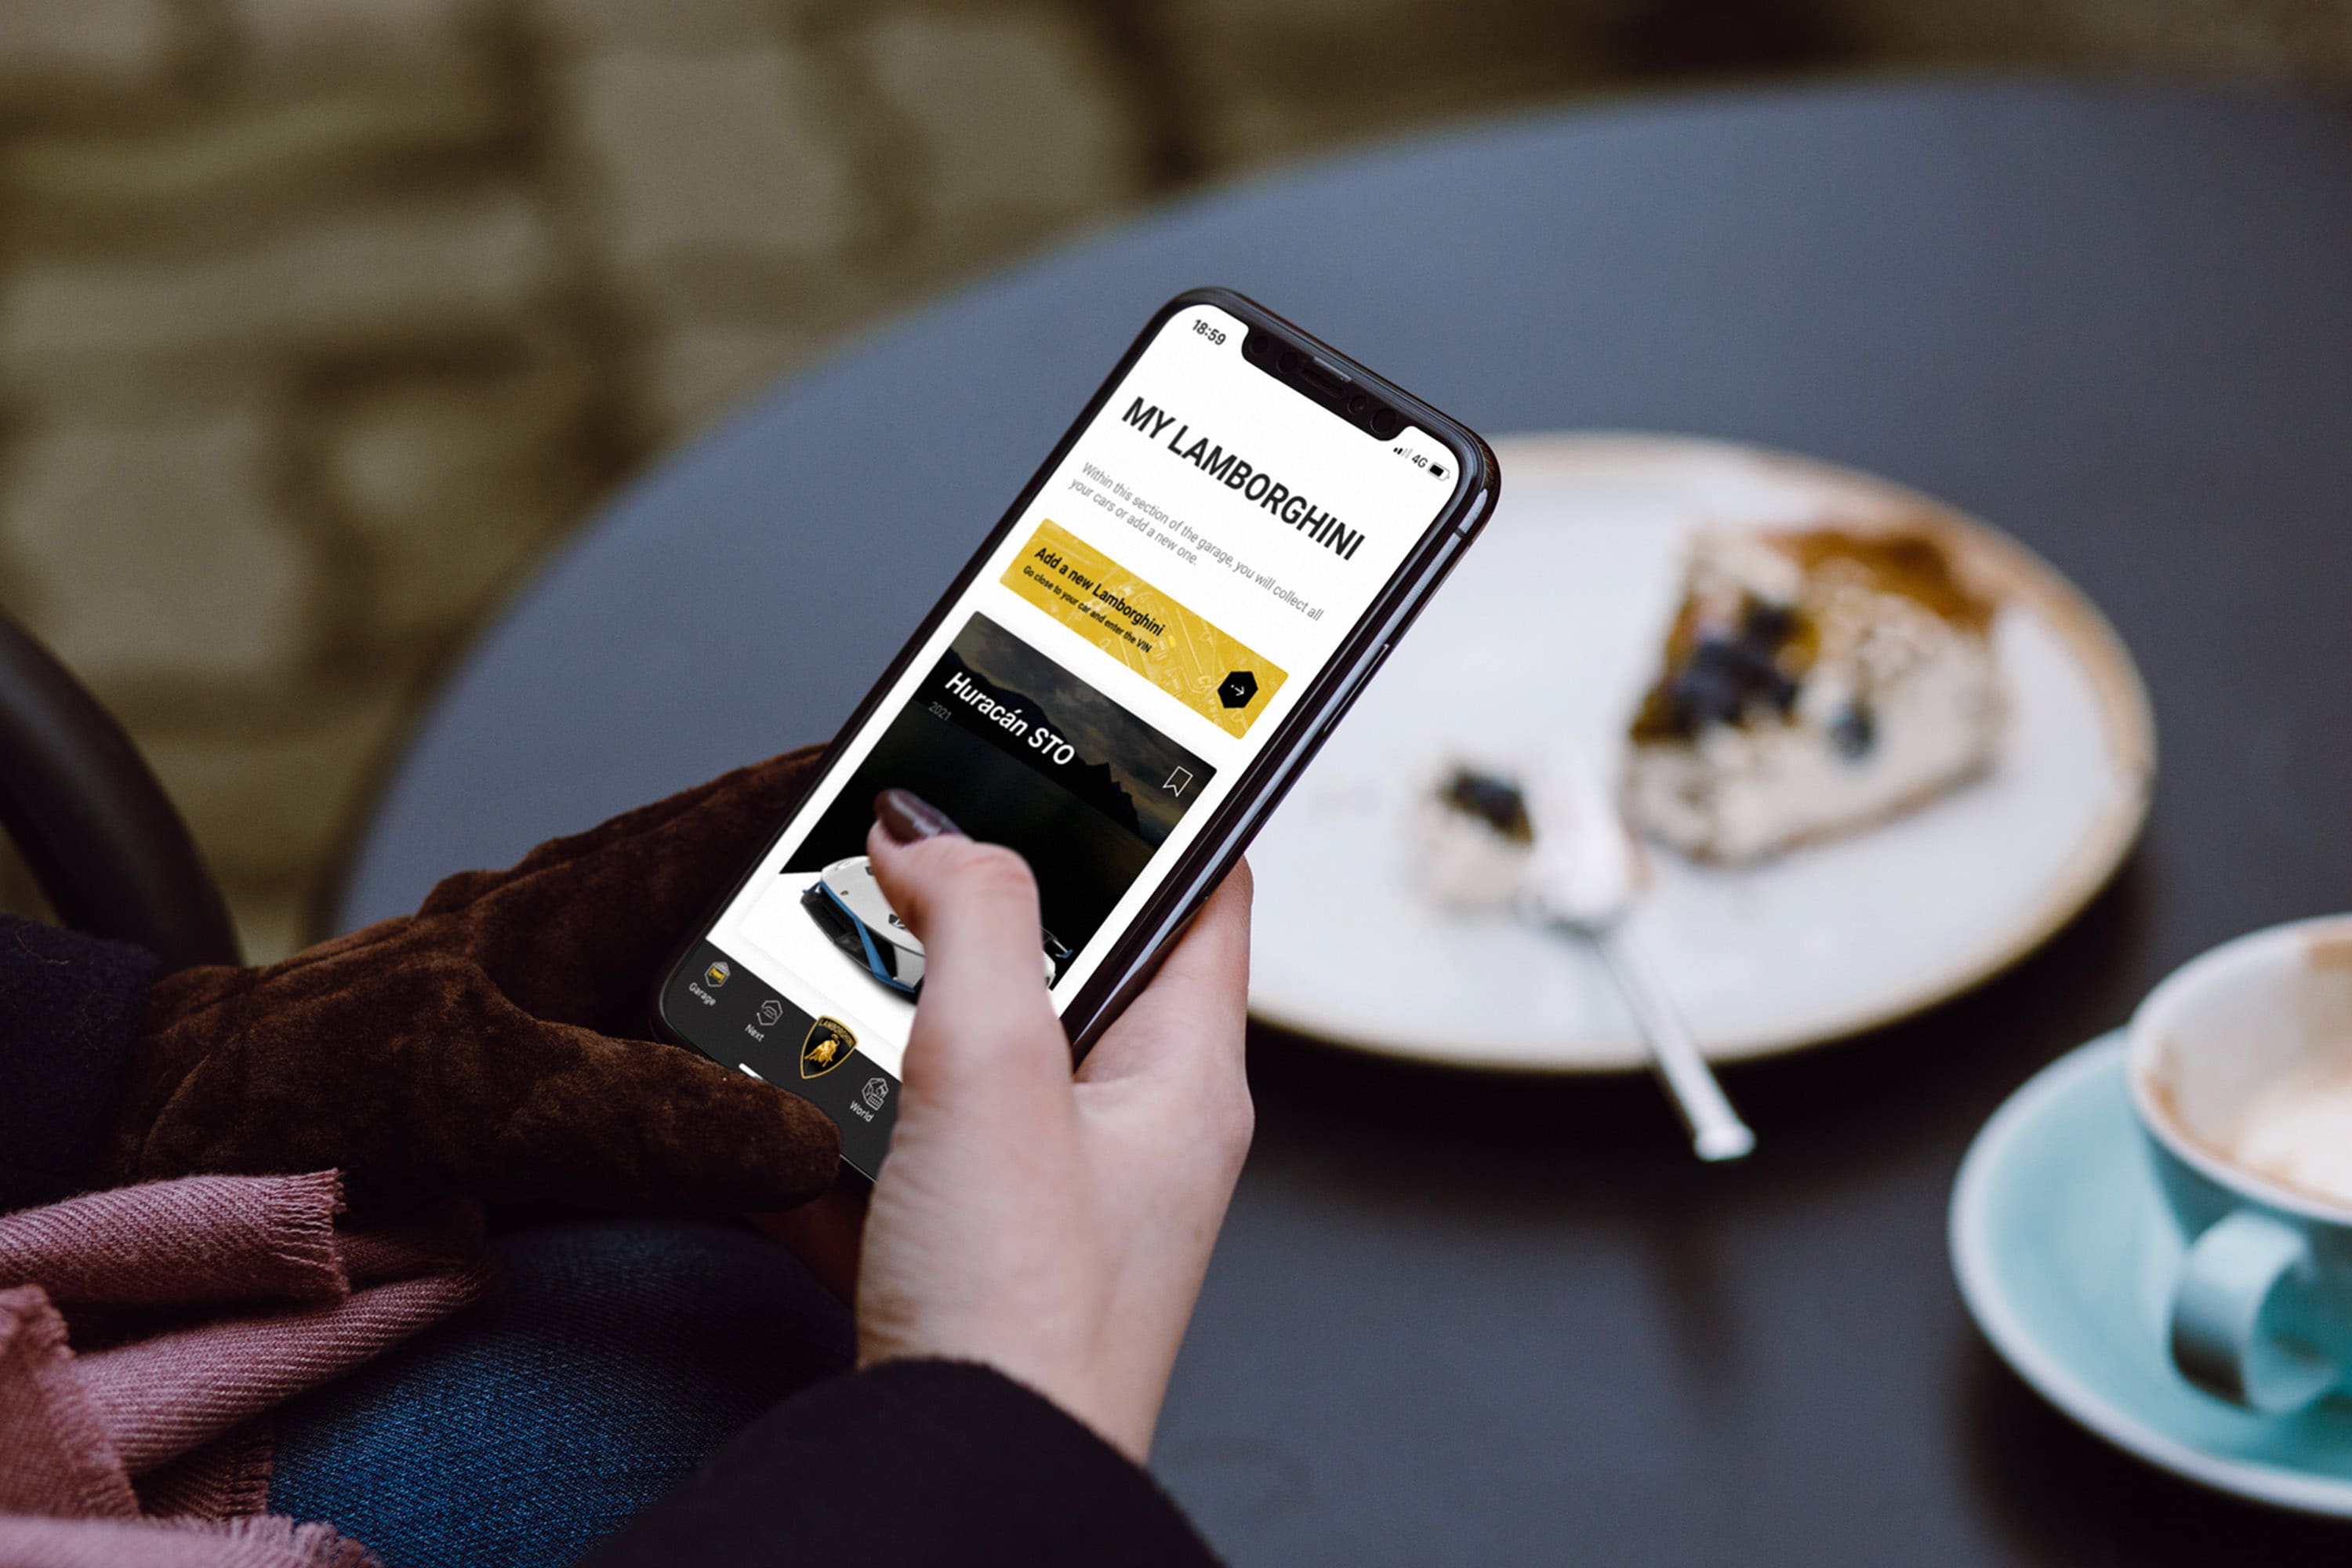 18:59
4G
MY LAMBORGHINI
Within this section of the garage, you will collect all
your cars or add a new one.
Add a new Lamborghini
Go close to your car and enter the VIN
Huracán STO
2021
Garage
Next
LAMBORGHINI
World